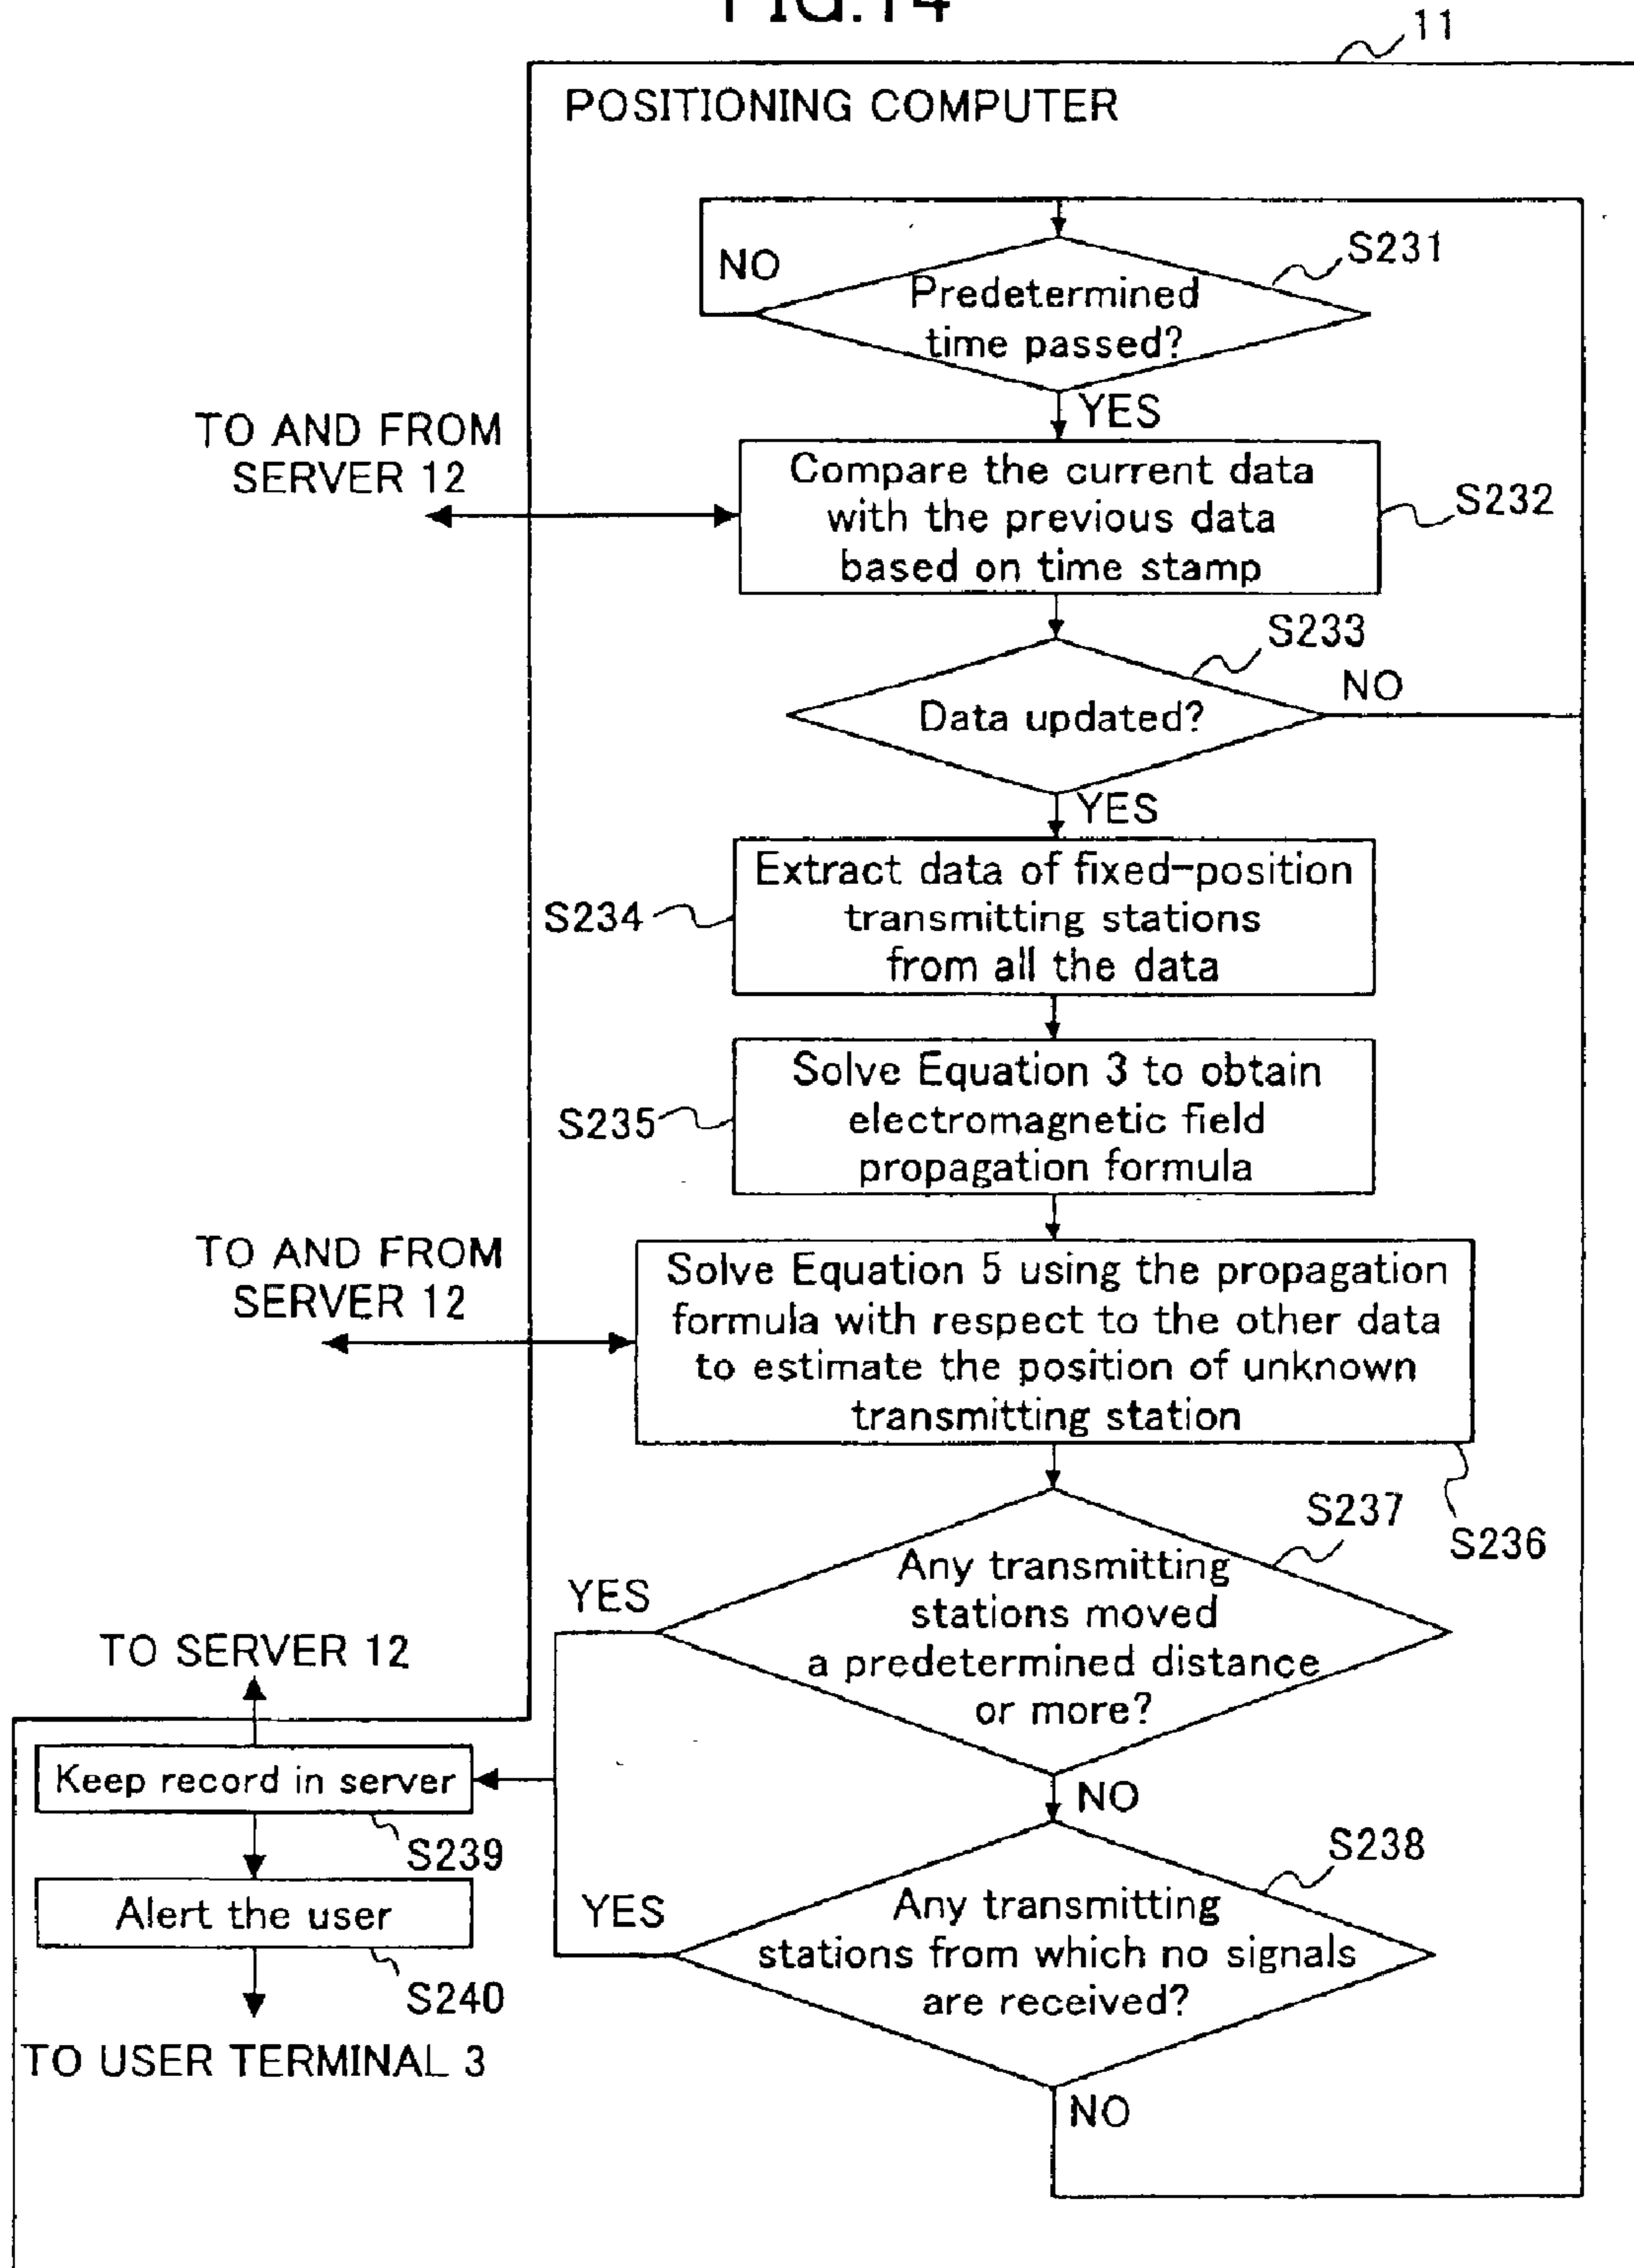 FIG.14
11
POSITIONING COMPUTER
NO
S231
Predetermined
time passed?
YES
TO AND FROM
SERVER 12
Compare the current data
with the previous data
based on time stamp
S232
S233
NO
Data updated?
YES
S234
Extract data of fixed-position
transmitting stations
from all the data
S235
Solve Equation 3 to obtain
electromagnetic field
propagation formula
TO AND FROM
SERVER 12
Solve Equation 5 using the propagation
formula with respect to the other data
to estimate the position of unknown
transmitting station
S236
S237
YES
Any transmitting
stations moved
a predetermined distance
or more?
NO
TO SERVER 12
Keep record in server
S239
Alert the user
S240
TO USER TERMINAL 3
S238
YES
Any transmitting
stations from which no signals
are received?
NO